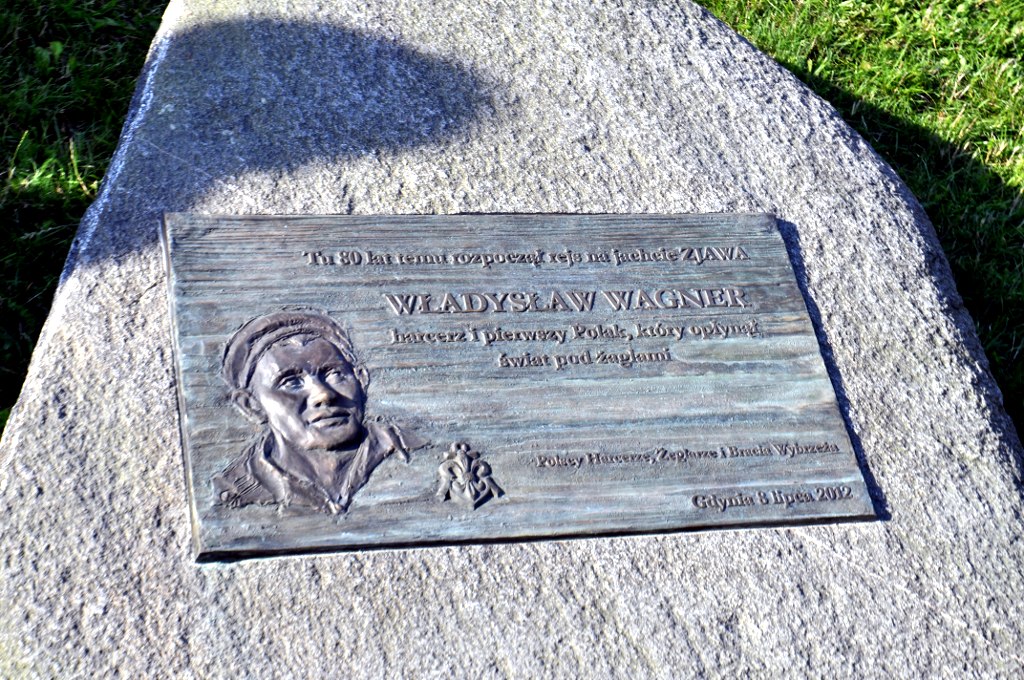 Tu 80 lat temu rozpoczął rejs na jachcie ZJAWA
WŁADYSŁAW WAGNER
harcerz i pierwszy Polak, który opłynął
świat pod żaglami
Polscy Harcerze, Żeglarze i Bracia Wybrzeża
Gdynia 8 lipca 2012